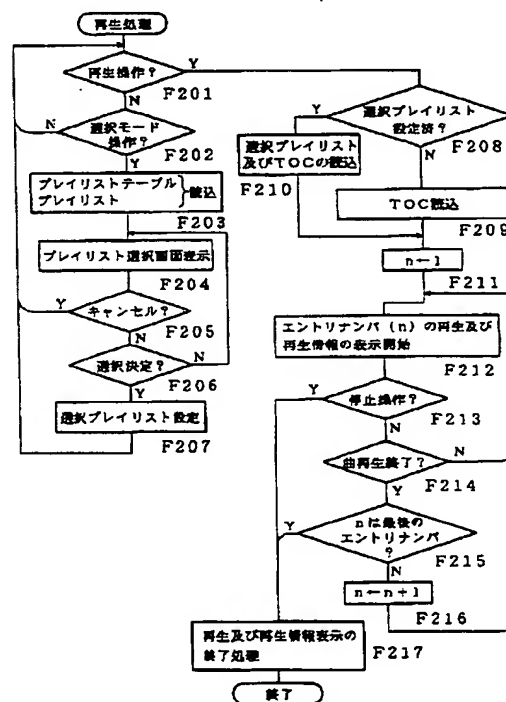 再生処理
再生操作?
Y
N
F201
選択モード
操作?
N
F202
Y
プレイリストテーブル
プレイリスト
読込
F203
プレイリスト選択画面表示
F204
キャンセル?
Y
F205
N
選択決定?
N
F206
Y
選択プレイリスト設定
F207
選択プレイリスト
設定済?
Y
F208
N
選択プレイリスト
及びTOCの読込
F210
TOC読込
F209
n←1
F211
エントリナンバ(n)の再生及び
再生情報の表示開始
F212
停止操作?
Y
F213
N
曲再生終了?
N
F214
Y
nは最後の
エントリナンバ
?
Y
F215
N
n←n+1
F216
再生及び再生情報表示の
終了処理
F217
終了